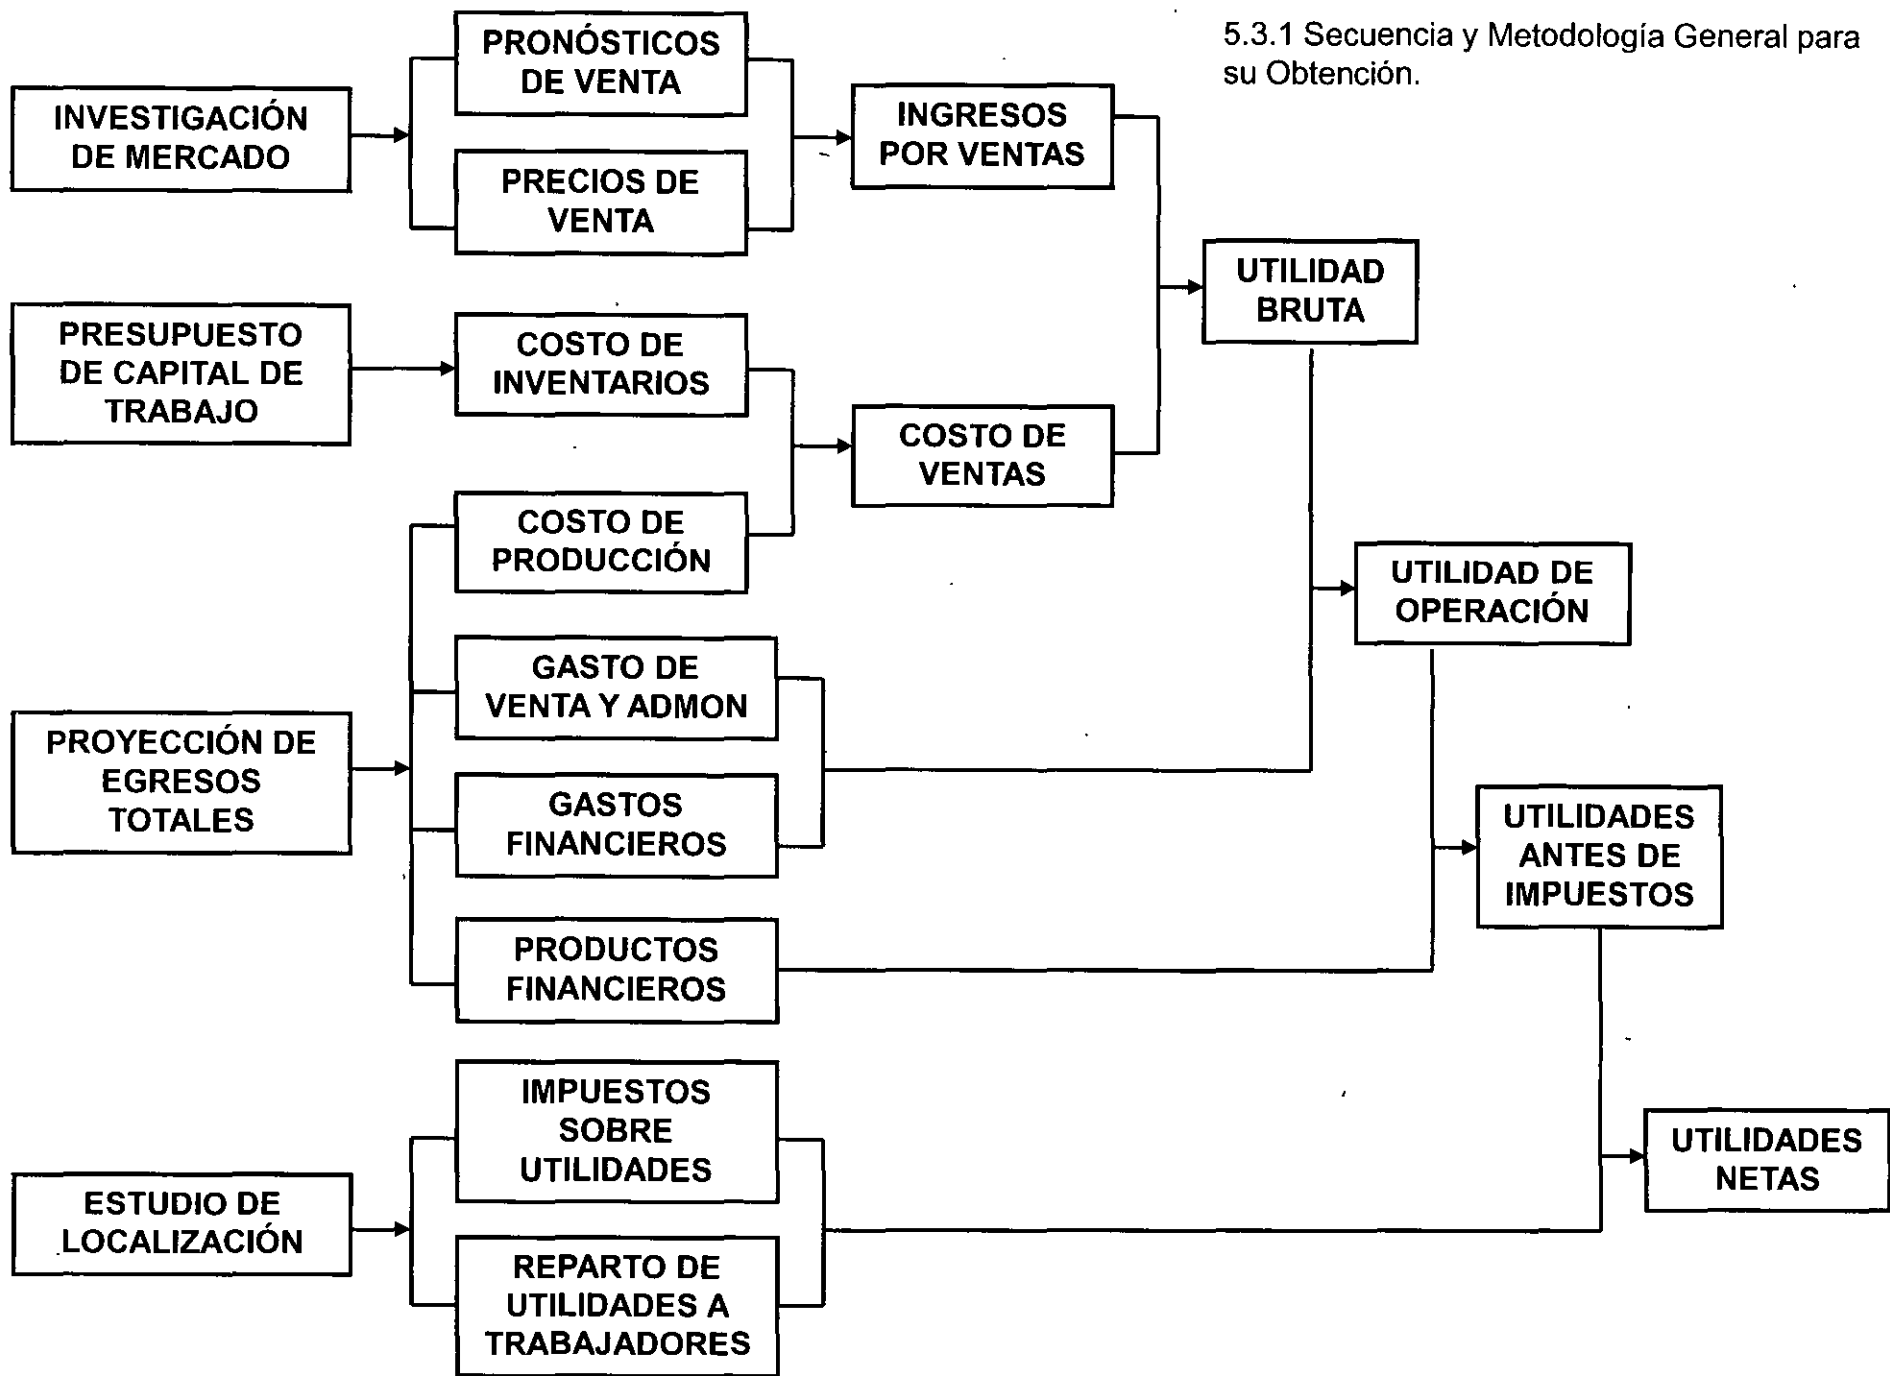 5.3.1 Secuencia y Metodología General para
su Obtención.
INVESTIGACIÓN
DE MERCADO
PRONÓSTICOS
DE VENTA
PRECIOS DE
VENTA
INGRESOS
POR VENTAS
UTILIDAD
BRUTA
PRESUPUESTO
DE CAPITAL DE
TRABAJO
COSTO DE
INVENTARIOS
COSTO DE
VENTAS
COSTO DE
PRODUCCIÓN
UTILIDAD DE
OPERACIÓN
PROYECCIÓN DE
EGRESOS
TOTALES
GASTO DE
VENTA Y ADMON
GASTOS
FINANCIEROS
PRODUCTOS
FINANCIEROS
UTILIDADES
ANTES DE
IMPUESTOS
ESTUDIO DE
LOCALIZACIÓN
IMPUESTOS
SOBRE
UTILIDADES
REPARTO DE
UTILIDADES A
TRABAJADORES
UTILIDADES
NETAS